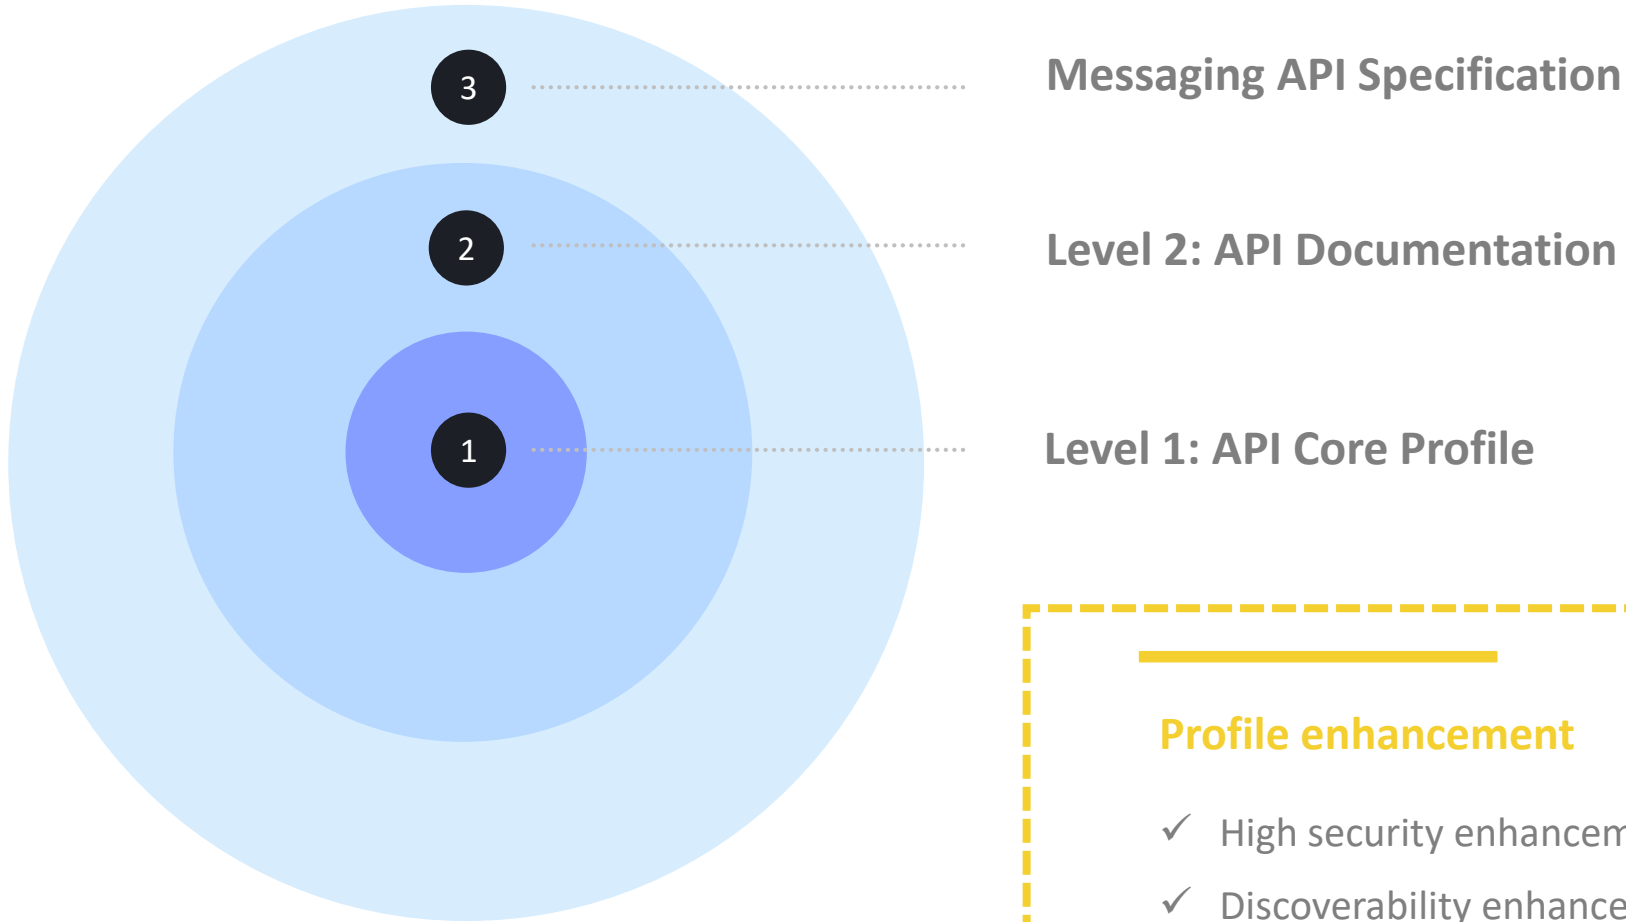 3
Messaging API Specification
2
Level 2: API Documentation
1
Level 1: API Core Profile
Profile enhancement
✓ High security
✓ Discoverability